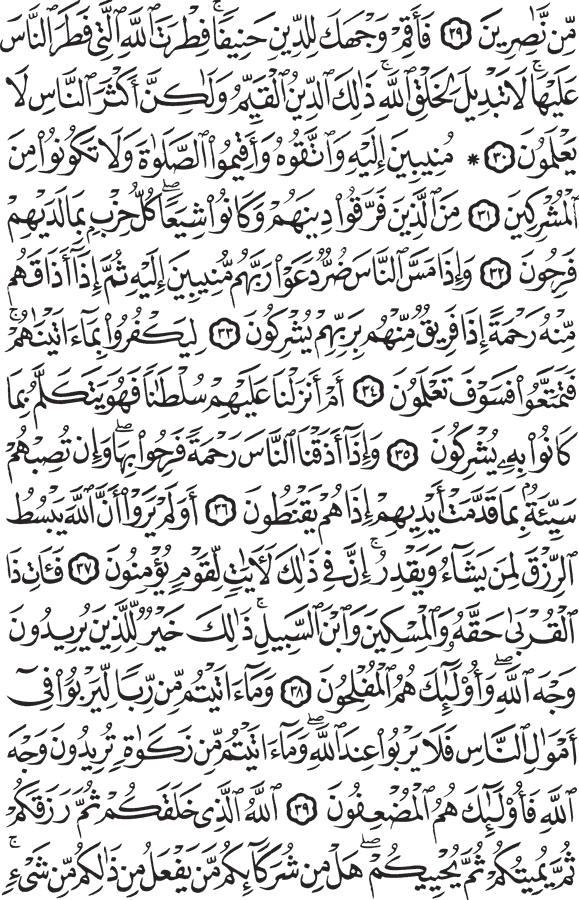 مِّن نَّٰصِرِينَ ٢٩ فَأَقِمْ وَجْهَكَ لِلدِّينِ حَنِيفًا ۚ فِطْرَتَ ٱللَّهِ ٱلَّتِى فَطَرَ ٱلنَّاسَ
عَلَيْهَا ۚ لَا تَبْدِيلَ لِخَلْقِ ٱللَّهِ ۚ ذَٰلِكَ ٱلدِّينُ ٱلْقَيِّمُ وَلَٰكِنَّ أَكْثَرَ ٱلنَّاسِ لَا
يَعْلَمُونَ ٣٠ * مُنِيبِينَ إِلَيْهِ وَٱتَّقُوهُ وَأَقِيمُوا۟ ٱلصَّلَوٰةَ وَلَا تَكُونُوا۟ مِنَ
ٱلْمُشْرِكِينَ ٣١ مِنَ ٱلَّذِينَ فَرَّقُوا۟ دِينَهُمْ وَكَانُوا۟ شِيَعًا ۖ كُلُّ حِزْبٍۭ بِمَا لَدَيْهِمْ
فَرِحُونَ ٣٢ وَإِذَا مَسَّ ٱلنَّاسَ ضُرٌّ دَعَوْا۟ رَبَّهُم مُّنِيبِينَ إِلَيْهِ ثُمَّ إِذَآ أَذَاقَهُم
مِّنْهُ رَحْمَةً إِذَا فَرِيقٌ مِّنْهُم بِرَبِّهِمْ يُشْرِكُونَ ٣٣ لِيَكْفُرُوا۟ بِمَآ ءَاتَيْنَٰهُمْ ۚ
فَتَمَتَّعُوا۟ فَسَوْفَ تَعْلَمُونَ ٣٤ أَمْ أَنزَلْنَا عَلَيْهِمْ سُلْطَٰنًا فَهُوَ يَتَكَلَّمُ بِمَا
كَانُوا۟ بِهِۦ يُشْرِكُونَ ٣٥ وَإِذَآ أَذَقْنَا ٱلنَّاسَ رَحْمَةً فَرِحُوا۟ بِهَا ۖ وَإِن تُصِبْهُمْ
سَيِّئَةٌۢ بِمَا قَدَّمَتْ أَيْدِيهِمْ إِذَا هُمْ يَقْنَطُونَ ٣٦ أَوَلَمْ يَرَوْا۟ أَنَّ ٱللَّهَ يَبْسُطُ
ٱلرِّزْقَ لِمَن يَشَآءُ وَيَقْدِرُ ۚ إِنَّ فِى ذَٰلِكَ لَءَايَٰتٍ لِّقَوْمٍ يُؤْمِنُونَ ٣٧ فَـَٔاتِ ذَا
ٱلْقُرْبَىٰ حَقَّهُۥ وَٱلْمِسْكِينَ وَٱبْنَ ٱلسَّبِيلِ ۚ ذَٰلِكَ خَيْرٌ لِّلَّذِينَ يُرِيدُونَ
وَجْهَ ٱللَّهِ ۖ وَأُو۟لَٰٓئِكَ هُمُ ٱلْمُفْلِحُونَ ٣٨ وَمَآ ءَاتَيْتُم مِّن رِّبًا لِّيَرْبُوَا۟ فِىٓ
أَمْوَٰلِ ٱلنَّاسِ فَلَا يَرْبُوا۟ عِندَ ٱللَّهِ ۖ وَمَآ ءَاتَيْتُم مِّن زَكَوٰةٍ تُرِيدُونَ وَجْهَ
ٱللَّهِ فَأُو۟لَٰٓئِكَ هُمُ ٱلْمُضْعِفُونَ ٣٩ ٱللَّهُ ٱلَّذِى خَلَقَكُمْ ثُمَّ رَزَقَكُمْ
ثُمَّ يُمِيتُكُمْ ثُمَّ يُحْيِيكُمْ ۖ هَلْ مِن شُرَكَآئِكُم مَّن يَفْعَلُ مِن ذَٰلِكُم مِّن شَىْءٍ ۚ